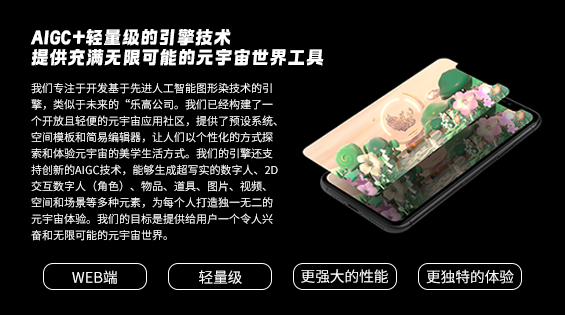 AIGC+轻量级的引擎技术
提供充满无限可能的元宇宙世界工具
我们专注于开发基于先进人工智能图形染技术的引
擎，类似于未来的“乐高公司。我们已经构建了一
个开放且轻便的元宇宙应用社区，提供了预设系统、
空间模板和简易编辑器，让人们以个性化的方式探
索和体验元宇宙的美学生活方式。我们的引擎还支
持创新的AIGC技术，能够生成超写实的数字人、2D
交互数字人（角色）、物品、道具、图片、视频、
空间和场景等多种元素，为每个人打造独一无二的
元宇宙体验。我们的目标是提供给用户一个令人兴
奋和无限可能的元宇宙世界。
WEB端
轻量级
更强大的性能
更独特的体验